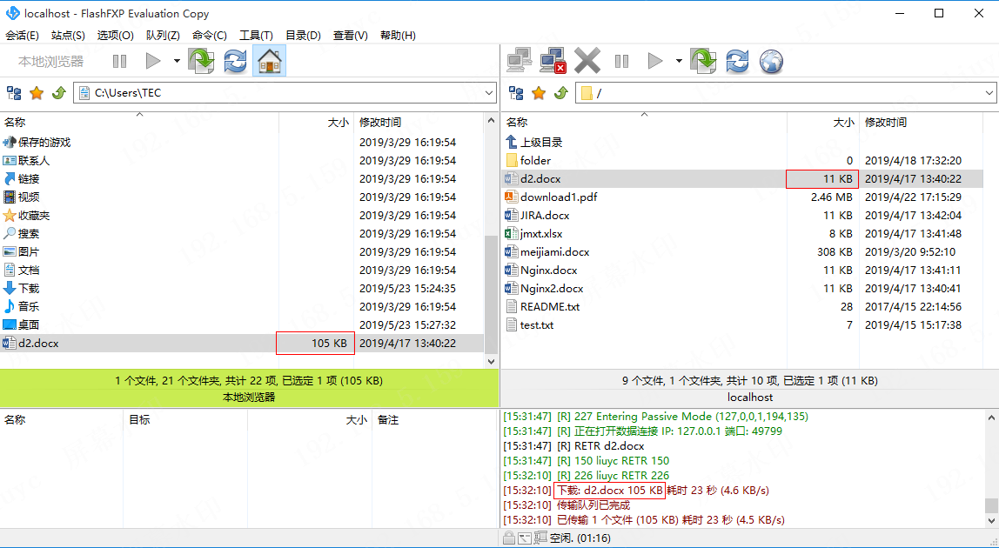 localhost - FlashFXP Evaluation Copy
会话(E) 站点(S) 选项(O) 队列(Z) 命令(C) 工具(T) 目录(D) 查看(V) 帮助(H)
本地浏览器
C:\Users\TEC
/
名称 大小 修改时间
保存的游戏 2019/3/29 16:19:54
联系人 2019/3/29 16:19:54
链接 2019/3/29 16:19:54
视频 2019/3/29 16:19:54
收藏夹 2019/3/29 16:19:54
搜索 2019/3/29 16:19:54
图片 2019/3/29 16:19:54
文档 2019/3/29 16:19:54
下载 2019/5/23 15:24:35
音乐 2019/3/29 16:19:54
桌面 2019/5/23 15:27:32
d2.docx 105 KB 2019/4/17 13:40:22
1 个文件, 21 个文件夹, 共计 22 项, 已选定 1 项 (105 KB)
本地浏览器
名称 大小 修改时间
上级目录
folder 0 2019/4/18 17:32:20
d2.docx 11 KB 2019/4/17 13:40:22
download1.pdf 2.46 MB 2019/4/22 17:15:29
JIRA.docx 11 KB 2019/4/17 13:42:04
jmxt.xlsx 8 KB 2019/4/17 13:41:48
meijiami.docx 308 KB 2019/3/20 9:52:10
Nginx.docx 11 KB 2019/4/17 13:41:11
Nginx2.docx 11 KB 2019/4/17 13:40:41
README.txt 28 2017/4/15 22:14:56
test.txt 7 2019/4/15 15:17:38
9 个文件, 1 个文件夹, 共计 10 项, 已选定 1 项 (11 KB)
localhost
名称 目标 大小 备注
[15:31:47] [R] 227 Entering Passive Mode (127,0,0,1,194,135)
[15:31:47] [R] 正在打开数据连接 IP: 127.0.0.1 端口: 49799
[15:31:47] [R] RETR d2.docx
[15:31:47] [R] 150 liuyc RETR 150
[15:32:10] [R] 226 liuyc RETR 226
[15:32:10] 下载: d2.docx 105 KB 耗时 23 秒 (4.6 KB/s)
[15:32:10] 传输队列已完成
[15:32:10] 已传输 1 个文件 (105 KB) 耗时 23 秒 (4.5 KB/s)
空闲. (01:16)